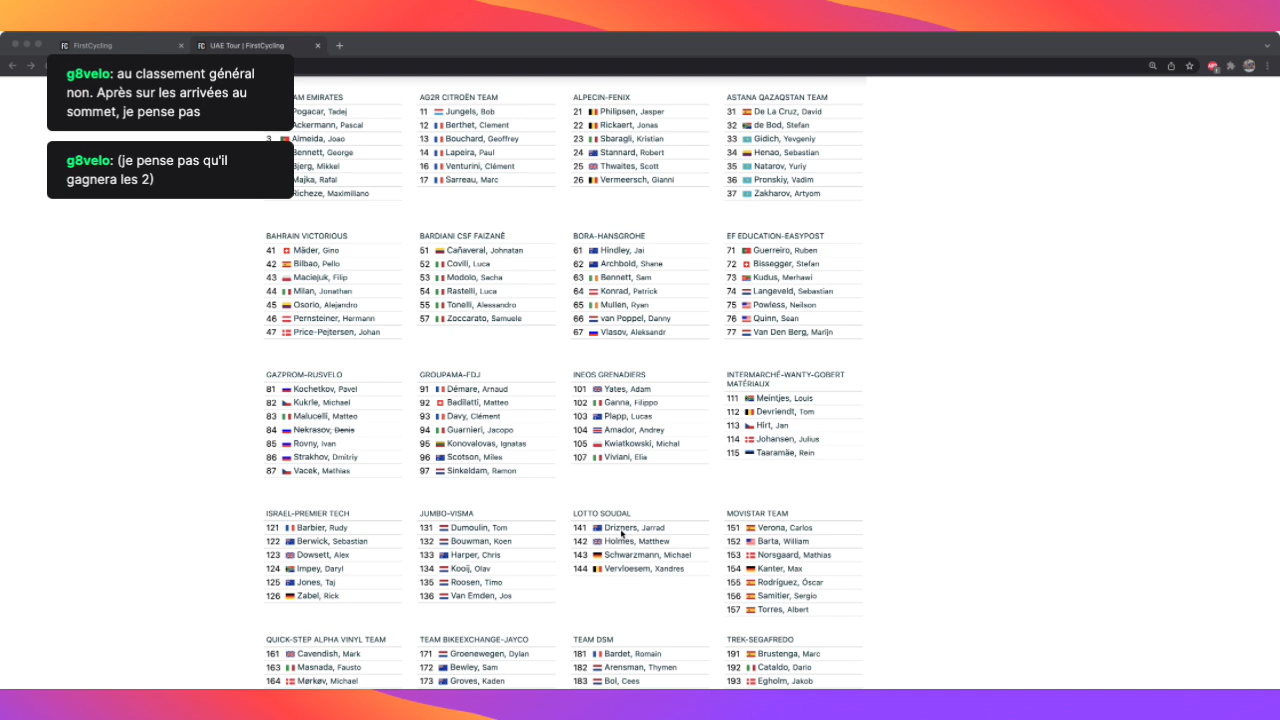 FirstCycling
UAE Tour | FirstCycling
g8velo: au classement général
non. Après sur les arrivées au
sommet, je pense pas
g8velo: (je pense pas qu'il
gagnera les 2)
AM EMIRATES
Pogacar, Tadej
Ackermann, Pascal
3 Almeida, Joao
Bennett, George
Bjerg, Mikkel
Majka, Rafal
Richeze, Maximiliano
AG2R CITROËN TEAM
11 Jungels, Bob
12 Berthet, Clement
13 Bouchard, Geoffrey
14 Lapeira, Paul
16 Venturini, Clément
17 Sarreau, Marc
ALPECIN-FENIX
21 Philipsen, Jasper
22 Rickaert, Jonas
23 Sbaragli, Kristian
24 Stannard, Robert
25 Thwaites, Scott
26 Vermeersch, Gianni
ASTANA QAZAQSTAN TEAM
31 De La Cruz, David
32 de Bod, Stefan
33 Gidich, Yevgeniy
34 Henao, Sebastian
35 Natarov, Yuriy
36 Pronskiy, Vadim
37 Zakharov, Artyom
BAHRAIN VICTORIOUS
41 Mäder, Gino
42 Bilbao, Pello
43 Maciejuk, Filip
44 Milan, Jonathan
45 Osorio, Alejandro
46 Pernsteiner, Hermann
47 Price-Pejtersen, Johan
BARDIANI CSF FAIZANÈ
51 Cañaveral, Johnatan
52 Covili, Luca
53 Modolo, Sacha
54 Rastelli, Luca
55 Tonelli, Alessandro
57 Zoccarato, Samuele
BORA-HANSGROHE
61 Hindley, Jai
62 Archbold, Shane
63 Bennett, Sam
64 Konrad, Patrick
65 Mullen, Ryan
66 van Poppel, Danny
67 Vlasov, Aleksandr
EF EDUCATION-EASYPOST
71 Guerreiro, Ruben
72 Bissegger, Stefan
73 Kudus, Merhawi
74 Langeveld, Sebastian
75 Powless, Neilson
76 Quinn, Sean
77 Van Den Berg, Marijn
GAZPROM-RUSVELO
81 Kochetkov, Pavel
82 Kukrle, Michael
83 Malucelli, Matteo
84 Nekrasov, Denis
85 Rovny, Ivan
86 Strakhov, Dmitriy
87 Vacek, Mathias
GROUPAMA-FDJ
91 Démare, Arnaud
92 Badilatti, Matteo
93 Davy, Clément
94 Guarnieri, Jacopo
95 Konovalovas, Ignatas
96 Scotson, Miles
97 Sinkeldam, Ramon
INEOS GRENADIERS
101 Yates, Adam
102 Ganna, Filippo
103 Plapp, Lucas
104 Amador, Andrey
105 Kwiatkowski, Michal
107 Viviani, Elia
INTERMARCHÉ-WANTY-GOBERT
MATÉRIAUX
111 Meintjes, Louis
112 Devriendt, Tom
113 Hirt, Jan
114 Johansen, Julius
115 Taaramäe, Rein
ISRAEL-PREMIER TECH
121 Barbier, Rudy
122 Berwick, Sebastian
123 Dowsett, Alex
124 Impey, Daryl
125 Jones, Taj
126 Zabel, Rick
JUMBO-VISMA
131 Dumoulin, Tom
132 Bouwman, Koen
133 Harper, Chris
134 Kooij, Olav
135 Roosen, Timo
136 Van Emden, Jos
LOTTO SOUDAL
141 Drizners, Jarrad
142 Holmes, Matthew
143 Schwarzmann, Michael
144 Vervloesem, Xandres
MOVISTAR TEAM
151 Verona, Carlos
152 Barta, William
153 Norsgaard, Mathias
154 Kanter, Max
155 Rodríguez, Óscar
156 Samitier, Sergio
157 Torres, Albert
QUICK-STEP ALPHA VINYL TEAM
161 Cavendish, Mark
163 Masnada, Fausto
164 Mørkøv, Michael
TEAM BIKEEXCHANGE-JAYCO
171 Groenewegen, Dylan
172 Bewley, Sam
173 Groves, Kaden
TEAM DSM
181 Bardet, Romain
182 Arensman, Thymen
183 Bol, Cees
TREK-SEGAFREDO
191 Brustenga, Marc
192 Cataldo, Dario
193 Egholm, Jakob